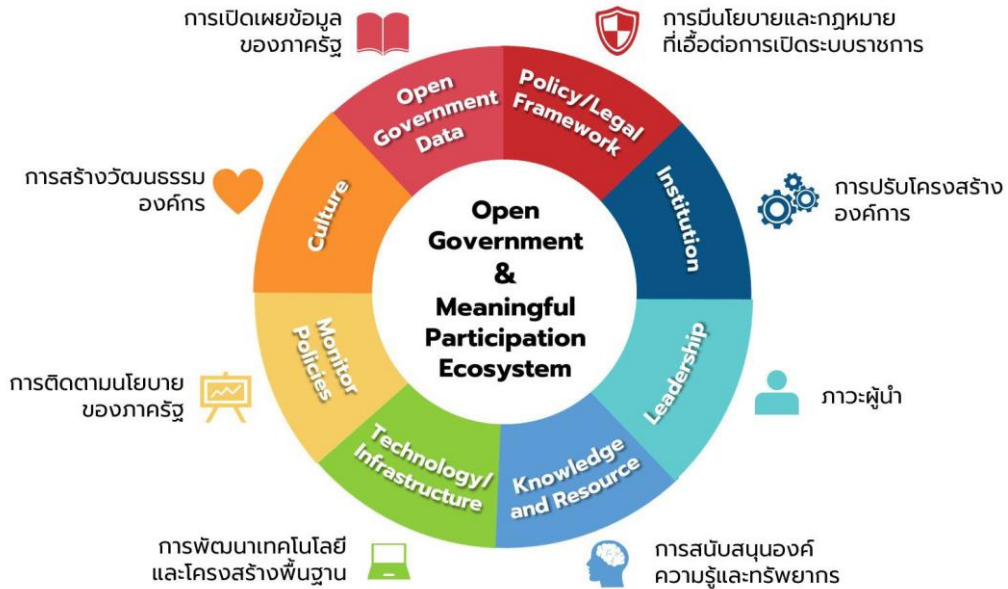 การเปิดเผยข้อมูล
ของภาครัฐ
การมีนโยบายและกฎหมาย
ที่เอื้อต่อการเปิดระบบราชการ
Open
Government
Data
Policy/Legal
Framework
การสร้างวัฒนธรรม
องค์กร
Culture
Institution
การปรับโครงสร้าง
องค์การ
Open
Government
&
Meaningful
Participation
Ecosystem
การติดตามนโยบาย
ของภาครัฐ
Monitor
Policies
Leadership
ภาวะผู้นำ
Technology/
Infrastructure
Knowledge
and Resource
การพัฒนาเทคโนโลยี
และโครงสร้างพื้นฐาน
การสนับสนุนองค์
ความรู้และทรัพยากร